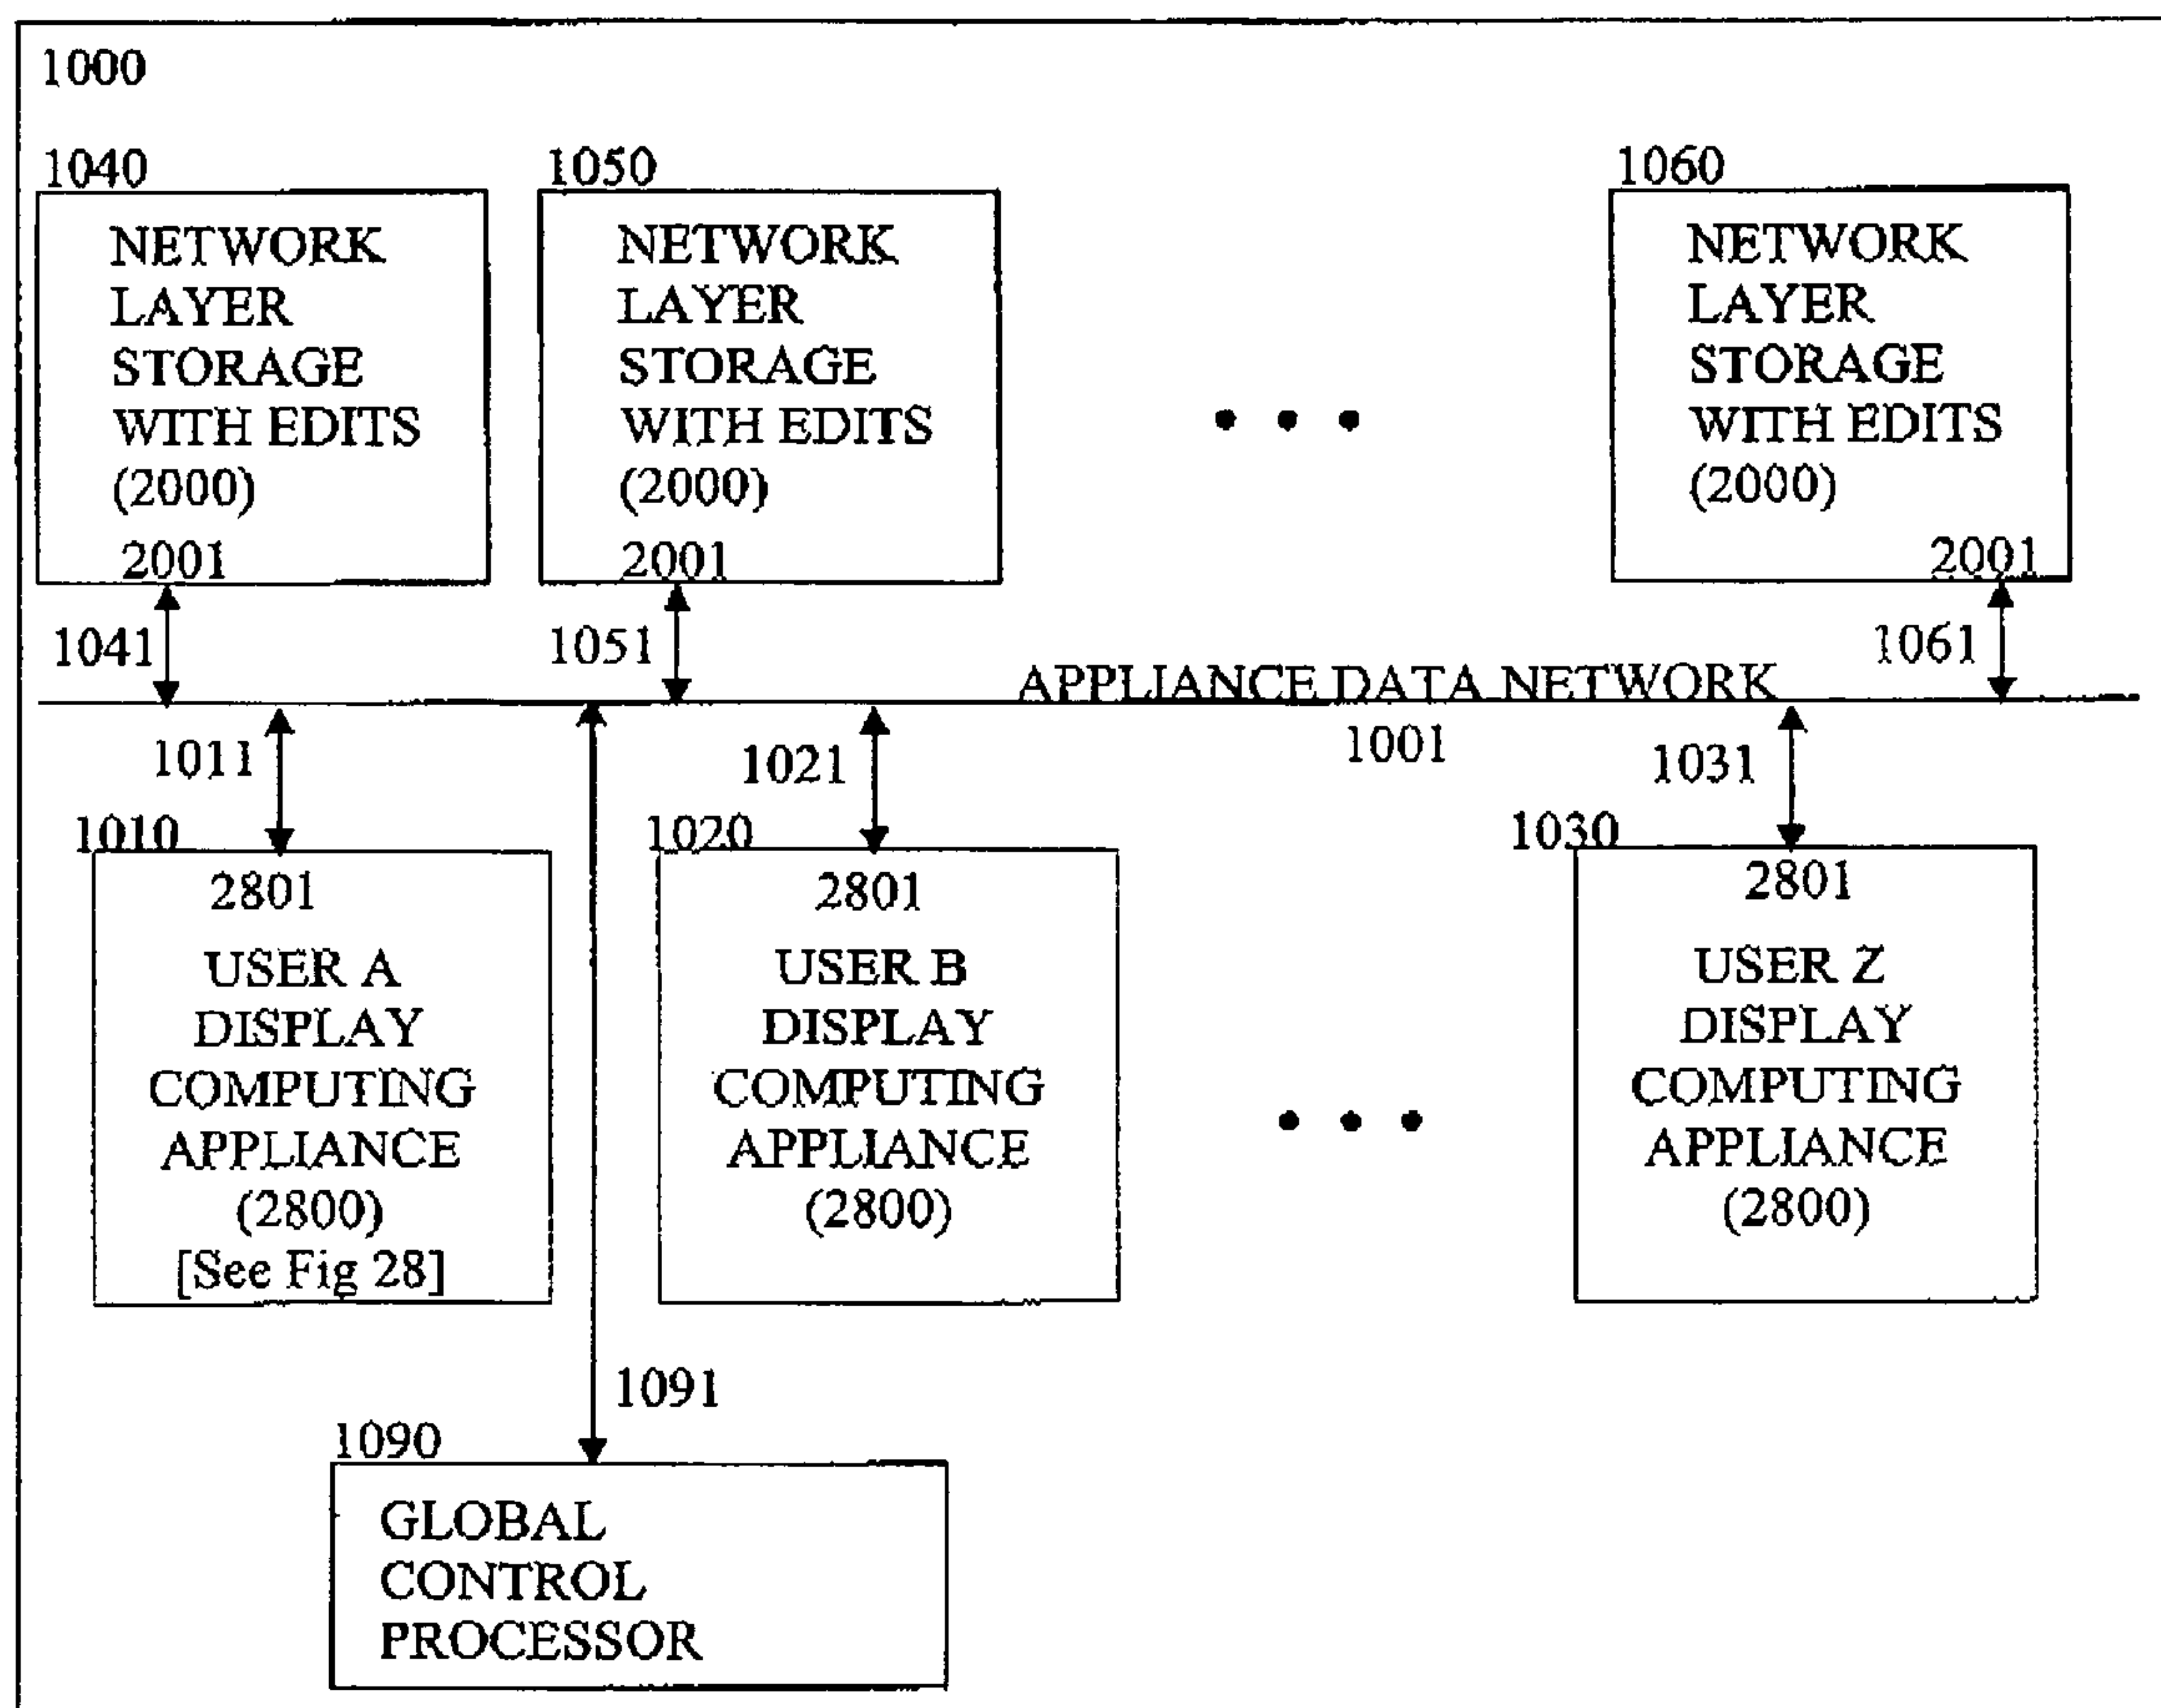 1000
1040
NETWORK
LAYER
STORAGE
WITH EDITS
(2000)
2001
1050
NETWORK
LAYER
STORAGE
WITH EDITS
(2000)
2001
1060
NETWORK
LAYER
STORAGE
WITH EDITS
(2000)
2001
1041
1051
1061
APPLIANCE DATA NETWORK
1001
1011
1021
1031
1010
2801
USER A
DISPLAY
COMPUTING
APPLIANCE
(2800)
[See Fig 28]
1020
2801
USER B
DISPLAY
COMPUTING
APPLIANCE
(2800)
1030
2801
USER Z
DISPLAY
COMPUTING
APPLIANCE
(2800)
1091
1090
GLOBAL
CONTROL
PROCESSOR